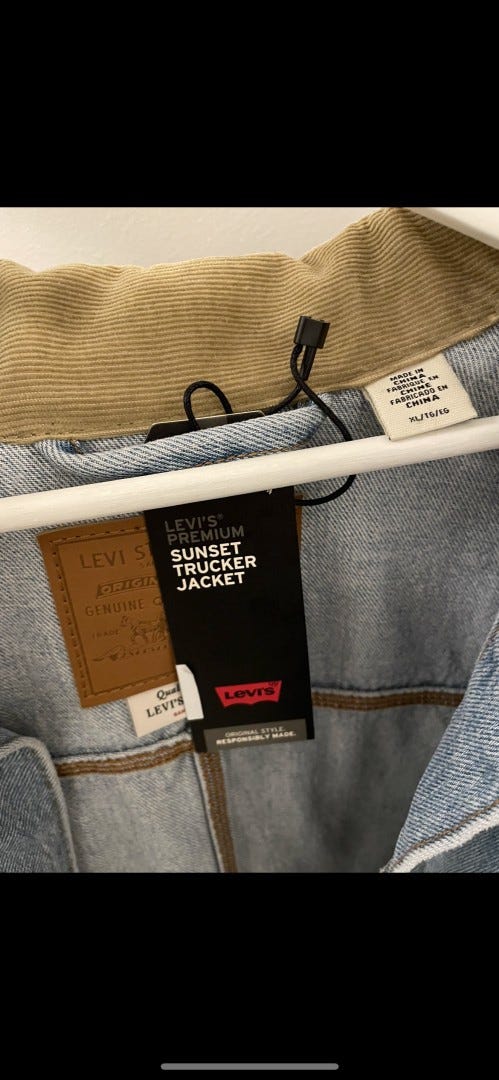 MADE IN
CHINA
FABRIQUÉ EN
CHINE
FABRICADO EN
CHINA
XL/TG/EG
LEVI'S®
PREMIUM
SUNSET
TRUCKER
JACKET
LEVI
ORIGIN
GENUINE
TRADE
LEVI'S
Levi's
ORIGINAL STYLE
RESPONSIBLY MADE.